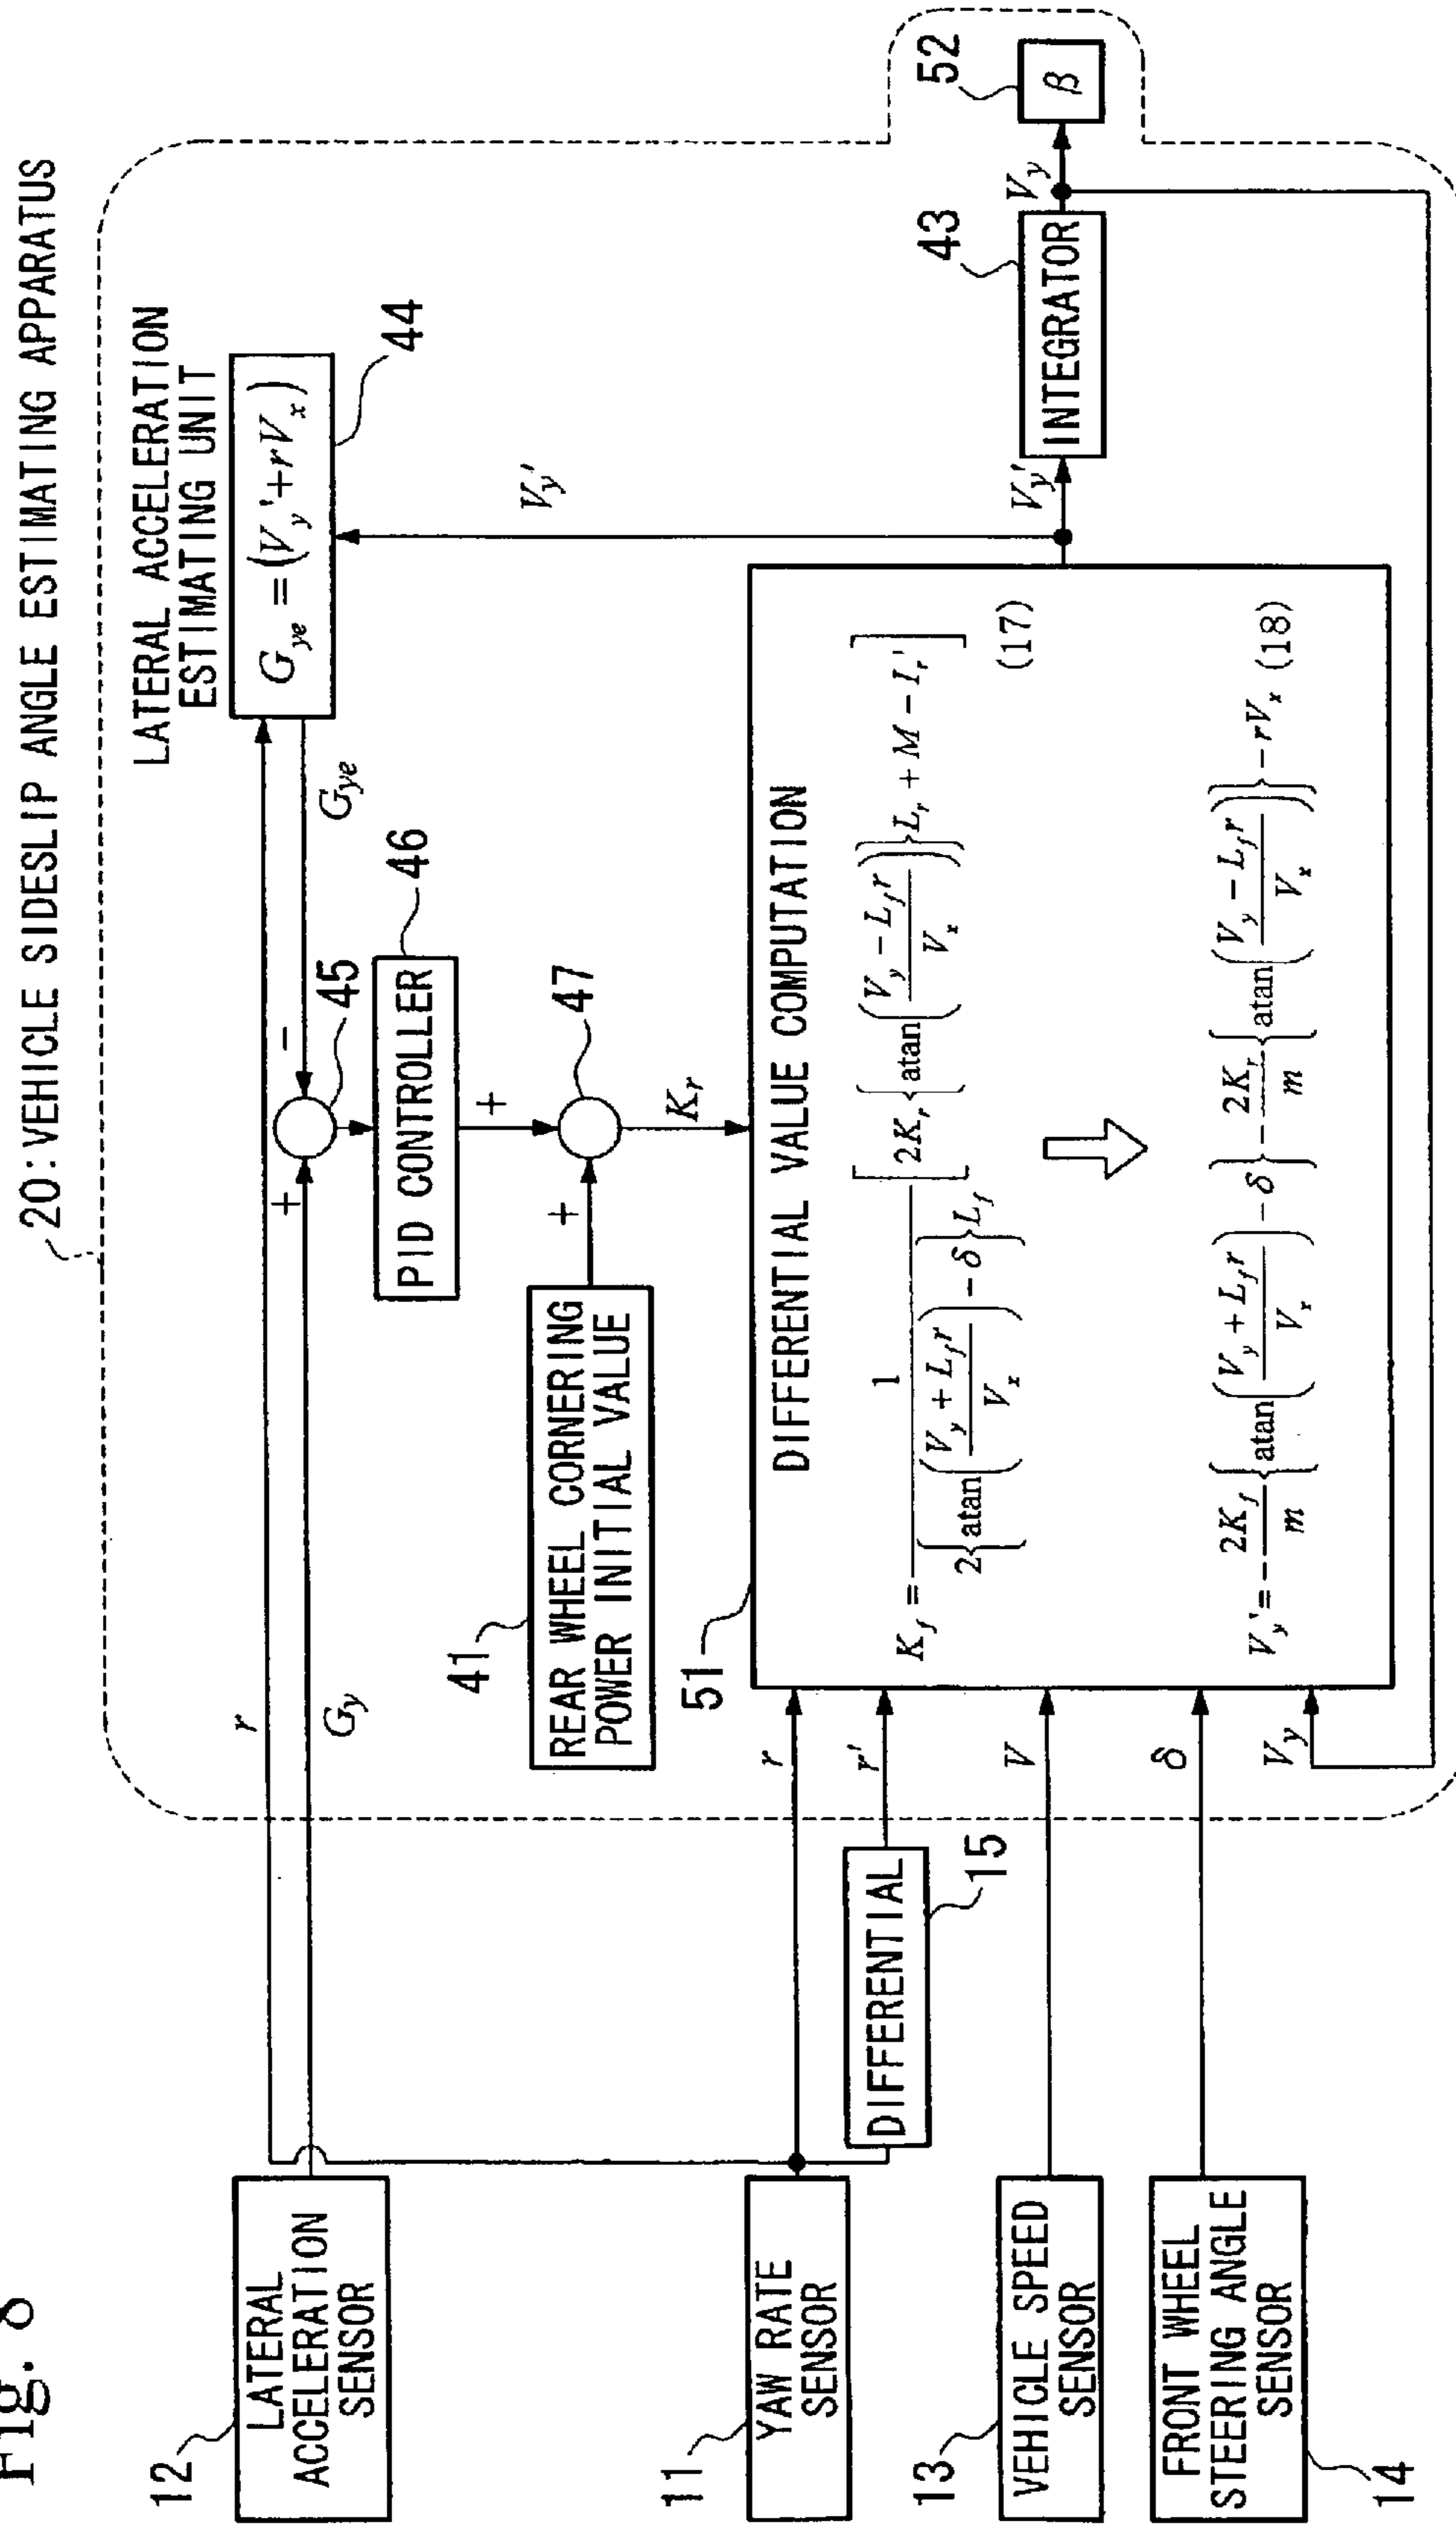 Fig. 8
20:VEHICLE SIDESLIP ANGLE ESTIMATING APPARATUS
12
LATERAL
ACCELERATION
SENSOR
r
G_y
LATERAL ACCELERATION
ESTIMATING UNIT
G_ye = (V_y' + rV_x)
44
G_ye
+
−
45
PID CONTROLLER
46
+
+
47
41
REAR WHEEL CORNERING
POWER INITIAL VALUE
K_r
V_y'
11
YAW RATE
SENSOR
r
DIFFERENTIAL
15
r'
13
VEHICLE SPEED
SENSOR
V
14
FRONT WHEEL
STEERING ANGLE
SENSOR
δ
V_y
51
DIFFERENTIAL VALUE COMPUTATION
K_f = 1 / (2{atan((V_y + L_f r)/V_x) − δ}L_f) [2K_r{atan((V_y − L_f r)/V_x)}L_r + M − I_r'] (17)
V_y' = −(2K_f/m){atan((V_y + L_f r)/V_x) − δ} − (2K_r/m){atan((V_y − L_f r)/V_x)} − rV_x (18)
V_y'
INTEGRATOR
43
V_y
β
52